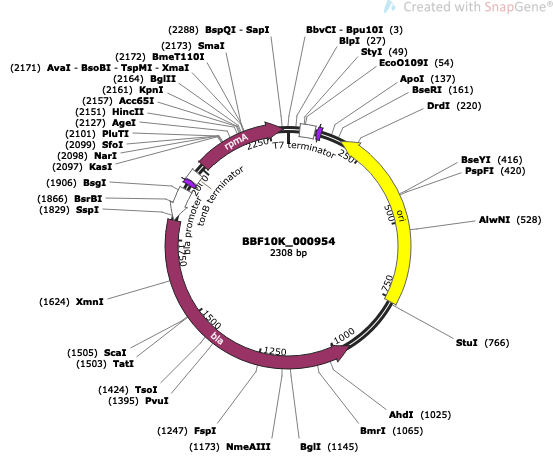 Created with SnapGene®
(2288) BspQI - SapI
BbvCI - Bpu10I (3)
(2173) SmaI
BlpI (27)
(2172) BmeT110I
StyI (49)
(2171) AvaI - BsoBI - TspMI - XmaI
EcoO109I (54)
(2164) BglII
ApoI (137)
(2161) KpnI
BseRI (161)
(2157) Acc65I
DrdI (220)
(2151) HincII
(2127) AgeI
(2101) PluTI
(2099) SfoI
(2098) NarI
(2097) KasI
(1906) BsgI
(1866) BsrBI
(1829) SspI
BseYI (416)
PspFI (420)
AlwNI (528)
rpmA
2250
T7 terminator
250
tonB terminator
bla promoter
ori
500
BBF10K_000954
2308 bp
1750
750
(1624) XmnI
StuI (766)
1500
bla
1250
1000
(1505) ScaI
(1503) TatI
(1424) TsoI
(1395) PvuI
AhdI (1025)
(1247) FspI
BmrI (1065)
(1173) NmeAIII
BglI (1145)